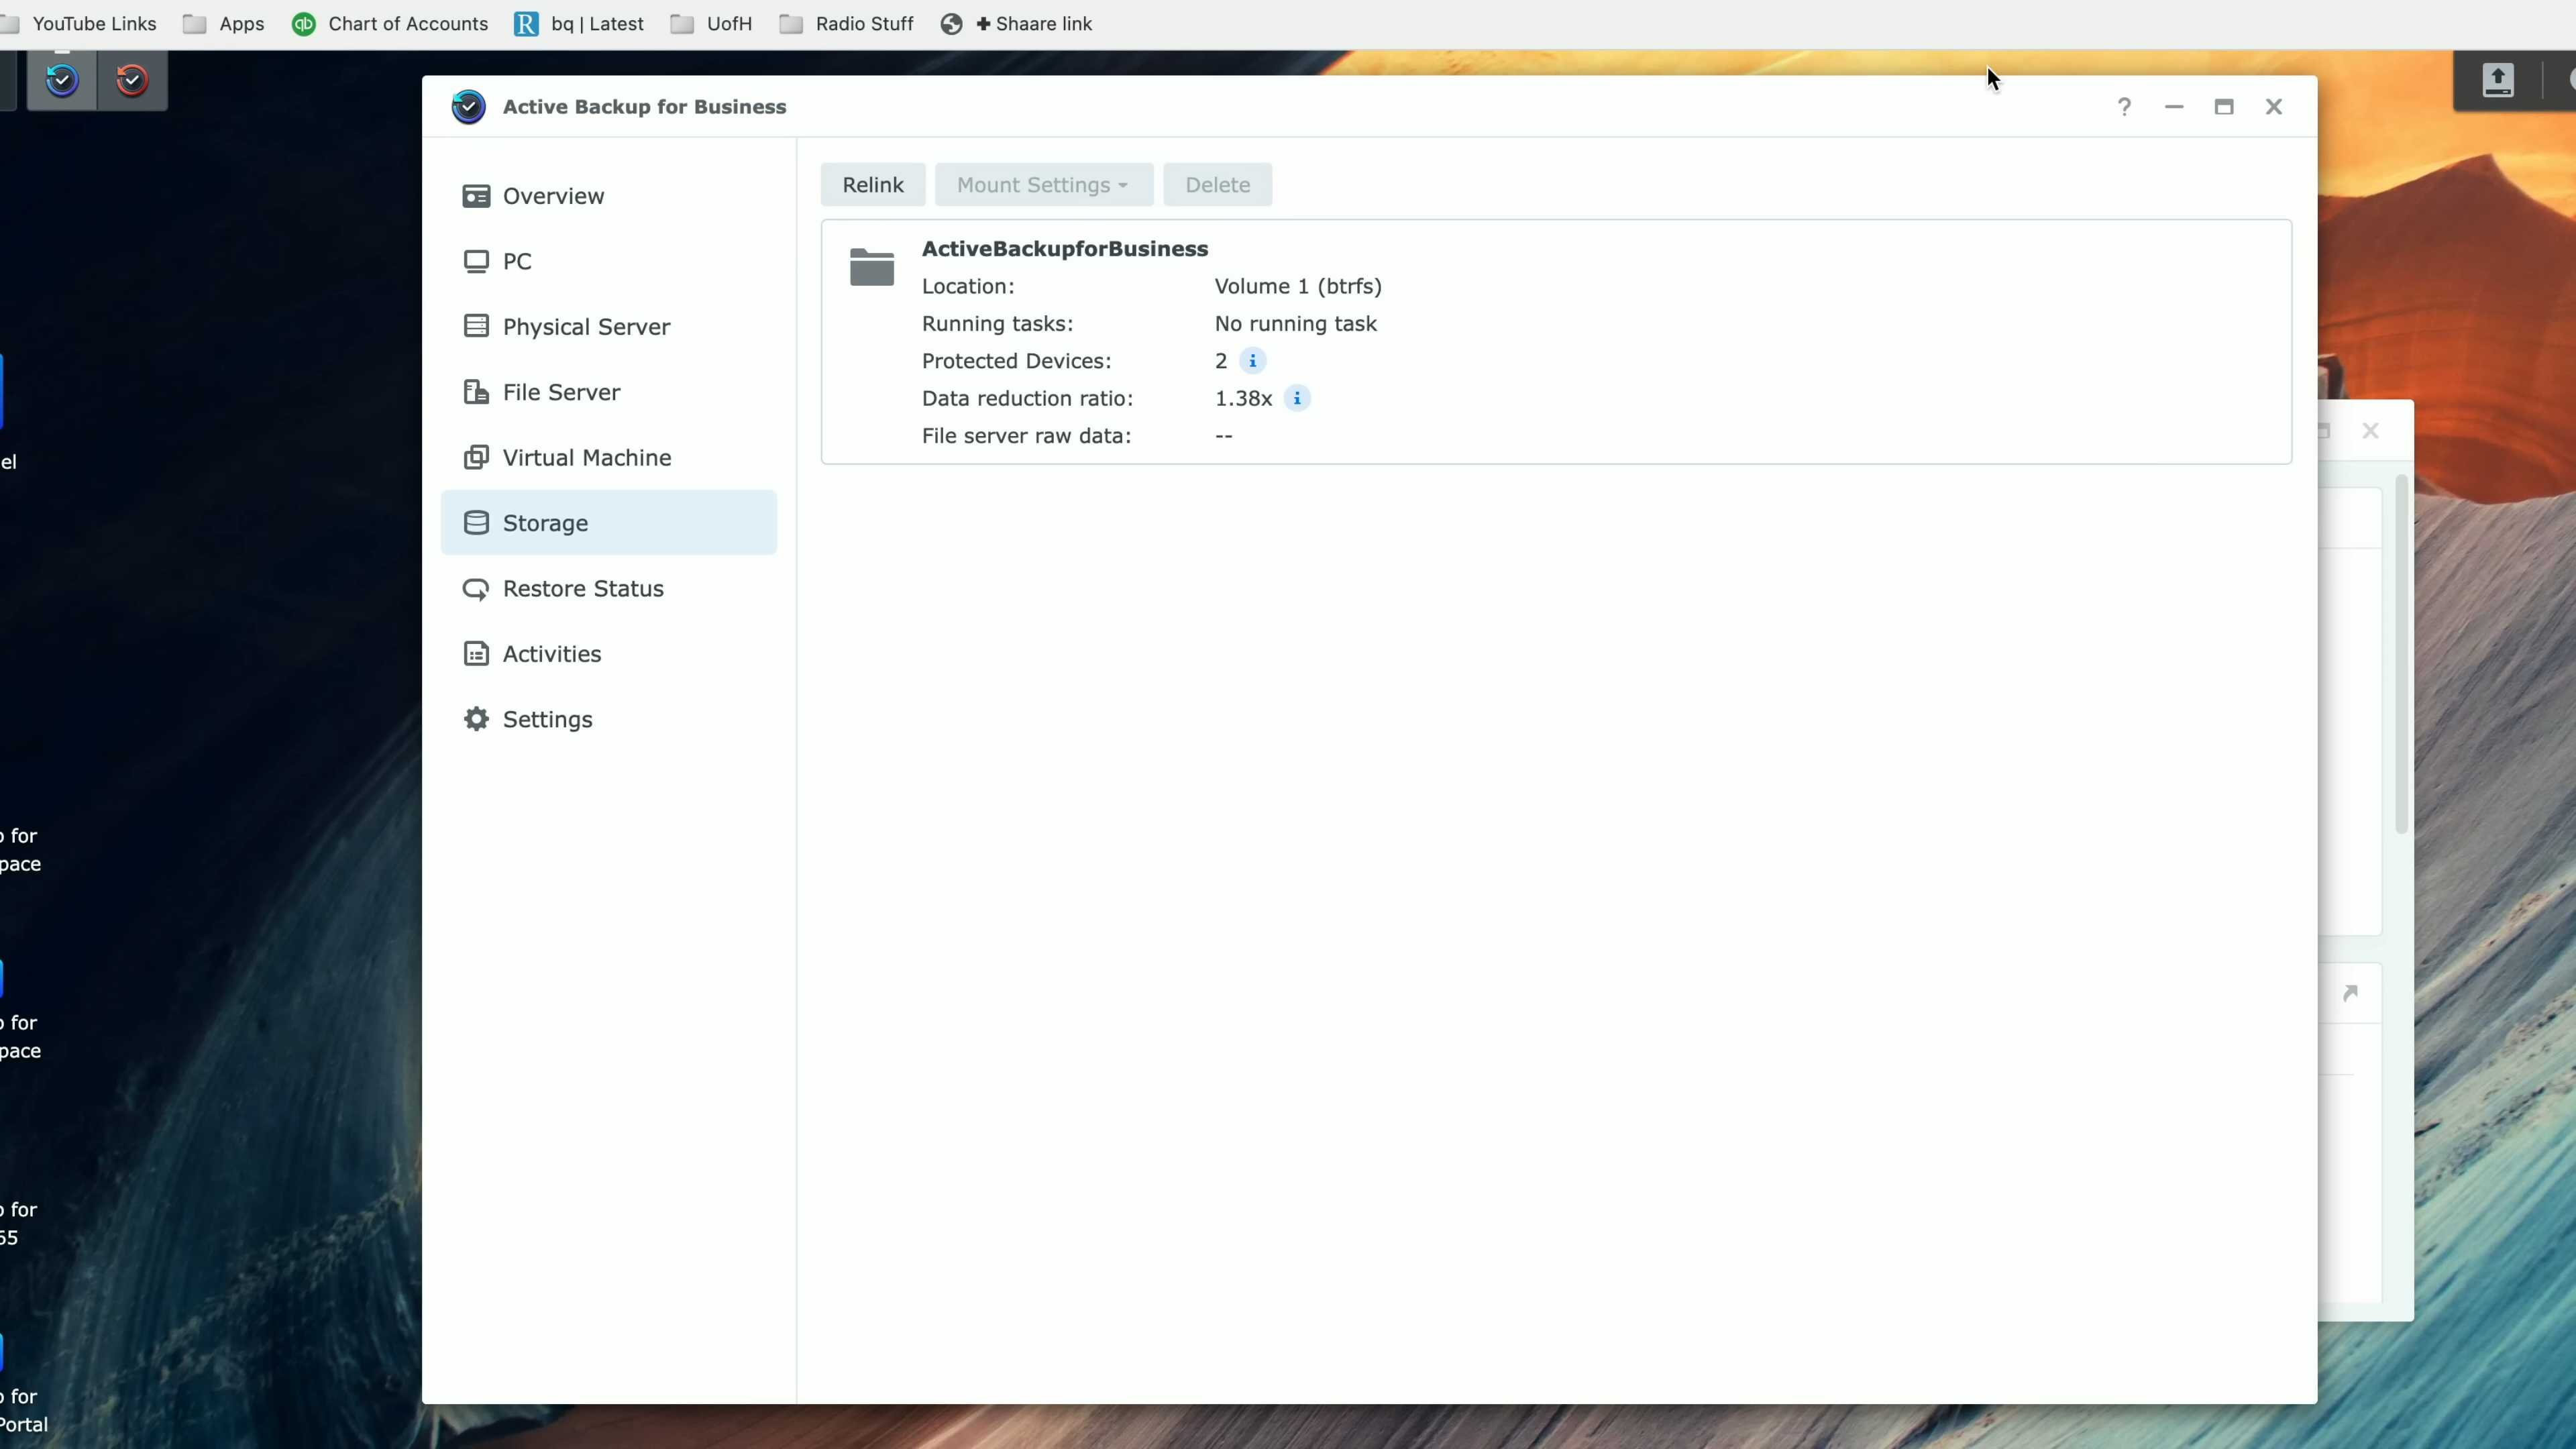 YouTube Links Apps Chart of Accounts bq | Latest UofH Radio Stuff + Shaare link
Active Backup for Business
Overview
PC
Physical Server
File Server
Virtual Machine
Storage
Restore Status
Activities
Settings
Relink Mount Settings Delete
ActiveBackupforBusiness
Location: Volume 1 (btrfs)
Running tasks: No running task
Protected Devices: 2
Data reduction ratio: 1.38x
File server raw data: --
el
for
pace
for
pace
for
for
Portal